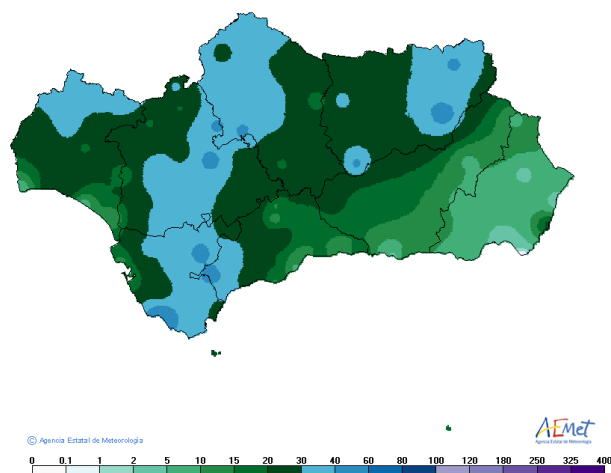 © Agencia Estatal de Meteorología
AEMet
Agencia Estatal de Meteorología
0 0.1 1 2 5 10 15 20 30 40 60 80 100 120 180 250 325 400